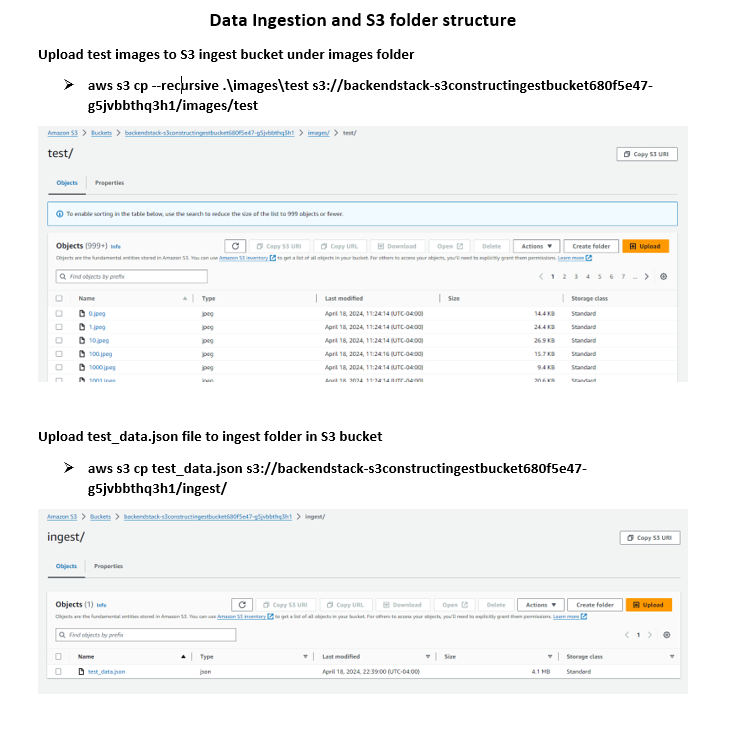 Data Ingestion and S3 folder structure
Upload test images to S3 ingest bucket under images folder
➤ aws s3 cp --recursive .\images\test s3://backendstack-s3constructingestbucket680f5e47-
g5jvbbthq3h1/images/test
Amazon S3 > Buckets > backendstack-s3constructingestbucket680f5e47-g5jvbbthq3h1 > images/ > test/
test/
Copy S3 URI
Objects Properties
To enable sorting in the table below, use the search to reduce the size of the list to 999 objects or fewer.
Objects (999+) Info
Copy S3 URI Copy URL Download Open Delete Actions Create folder Upload
Objects are the fundamental entities stored in Amazon S3. You can use Amazon S3 inventory to get a list of all objects in your bucket. For others to access your objects, you'll need to explicitly grant them permissions. Learn more
Find objects by prefix
< 1 2 3 4 5 6 7 ... >
Name Type Last modified Size Storage class
0.jpeg jpeg April 18, 2024, 11:24:14 (UTC-04:00) 14.4 KB Standard
1.jpeg jpeg April 18, 2024, 11:24:14 (UTC-04:00) 24.4 KB Standard
10.jpeg jpeg April 18, 2024, 11:24:14 (UTC-04:00) 26.9 KB Standard
100.jpeg jpeg April 18, 2024, 11:24:16 (UTC-04:00) 15.7 KB Standard
1000.jpeg jpeg April 18, 2024, 11:24:14 (UTC-04:00) 9.4 KB Standard
1001.jpeg jpeg April 18, 2024, 11:24:14 (UTC-04:00) 20.6 KB Standard
Upload test_data.json file to ingest folder in S3 bucket
➤ aws s3 cp test_data.json s3://backendstack-s3constructingestbucket680f5e47-
g5jvbbthq3h1/ingest/
Amazon S3 > Buckets > backendstack-s3constructingestbucket680f5e47-g5jvbbthq3h1 > ingest/
ingest/
Copy S3 URI
Objects Properties
Objects (1) Info
Copy S3 URI Copy URL Download Open Delete Actions Create folder Upload
Objects are the fundamental entities stored in Amazon S3. You can use Amazon S3 inventory to get a list of all objects in your bucket. For others to access your objects, you'll need to explicitly grant them permissions. Learn more
Find objects by prefix
< 1 >
Name Type Last modified Size Storage class
test_data.json json April 18, 2024, 22:39:00 (UTC-04:00) 4.1 MB Standard